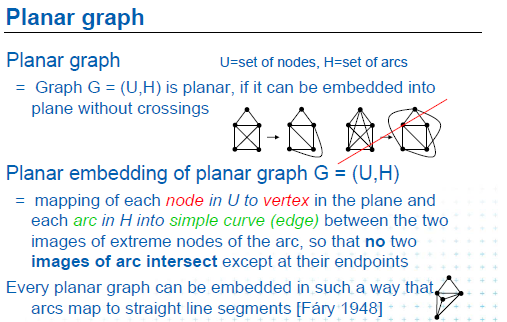 Planar graph
Planar graph U=set of nodes, H=set of arcs
= Graph G = (U,H) is planar, if it can be embedded into
plane without crossings
Planar embedding of planar graph G = (U,H)
= mapping of each node in U to vertex in the plane and
each arc in H into simple curve (edge) between the two
images of extreme nodes of the arc, so that no two
images of arc intersect except at their endpoints
Every planar graph can be embedded in such a way that
arcs map to straight line segments [Fáry 1948]